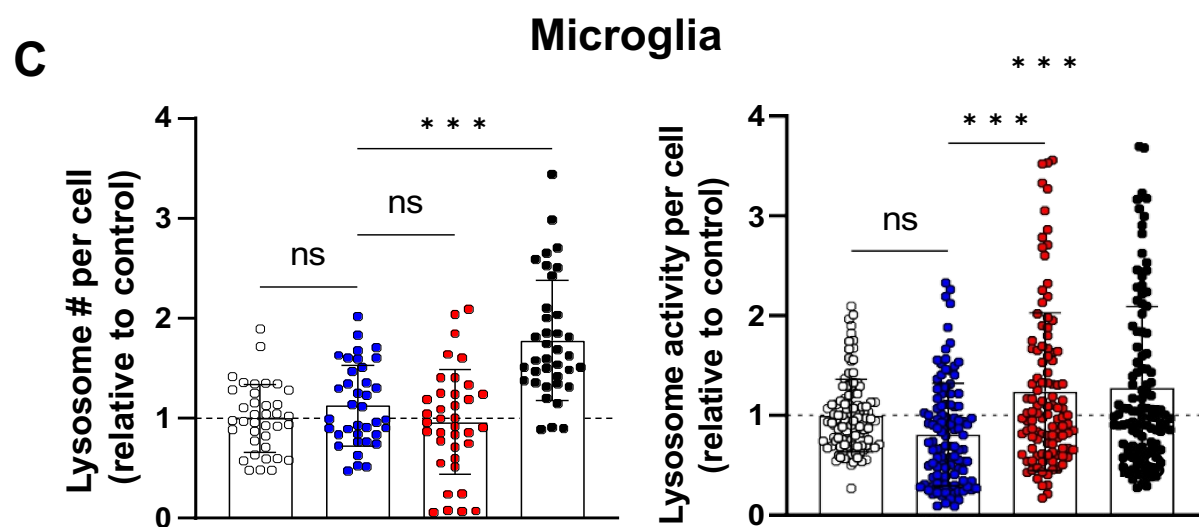 Microglia
C
Lysosome # per cell
(relative to control)
4
3
2
1
0
* * *
ns
ns
Lysosome activity per cell
(relative to control)
4
3
2
1
0
* * *
* * *
ns